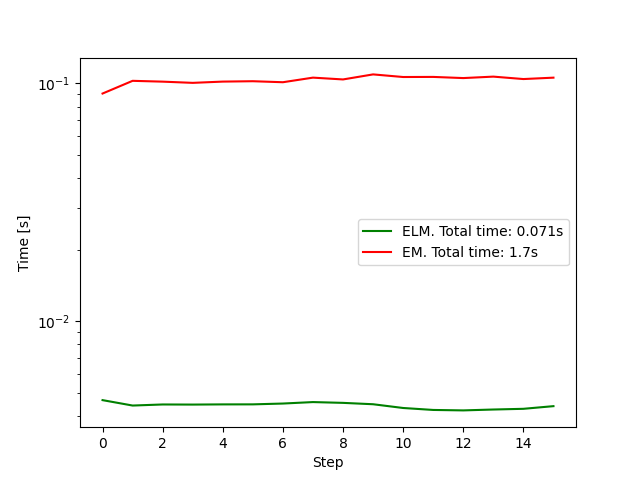 10⁻¹
10⁻²
Time [s]
ELM. Total time: 0.071s
EM. Total time: 1.7s
0 2 4 6 8 10 12 14
Step